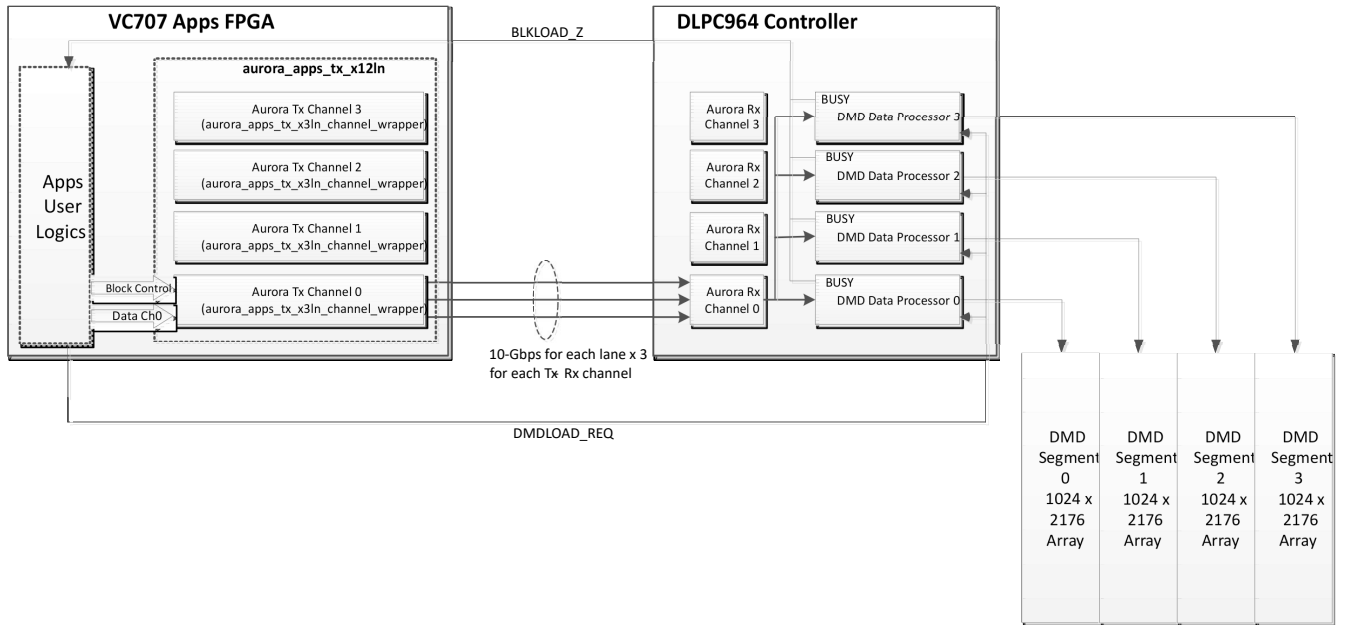 VC707 Apps FPGA
DLPC964 Controller
BLKLOAD_Z
aurora_apps_tx_x12ln
Aurora Tx Channel 3
(aurora_apps_tx_x3ln_channel_wrapper)
Aurora Tx Channel 2
(aurora_apps_tx_x3ln_channel_wrapper)
Aurora Tx Channel 1
(aurora_apps_tx_x3ln_channel_wrapper)
Aurora Tx Channel 0
(aurora_apps_tx_x3ln_channel_wrapper)
Apps
User
Logics
Block Control
Data Ch0
10-Gbps for each lane x 3
for each Tx Rx channel
Aurora Rx
Channel 3
Aurora Rx
Channel 2
Aurora Rx
Channel 1
Aurora Rx
Channel 0
BUSY
DMD Data Processor 3
BUSY
DMD Data Processor 2
BUSY
DMD Data Processor 1
BUSY
DMD Data Processor 0
DMDLOAD_REQ
DMD
Segment
0
1024 x
2176
Array
DMD
Segment
1
1024 x
2176
Array
DMD
Segment
2
1024 x
2176
Array
DMD
Segment
3
1024 x
2176
Array